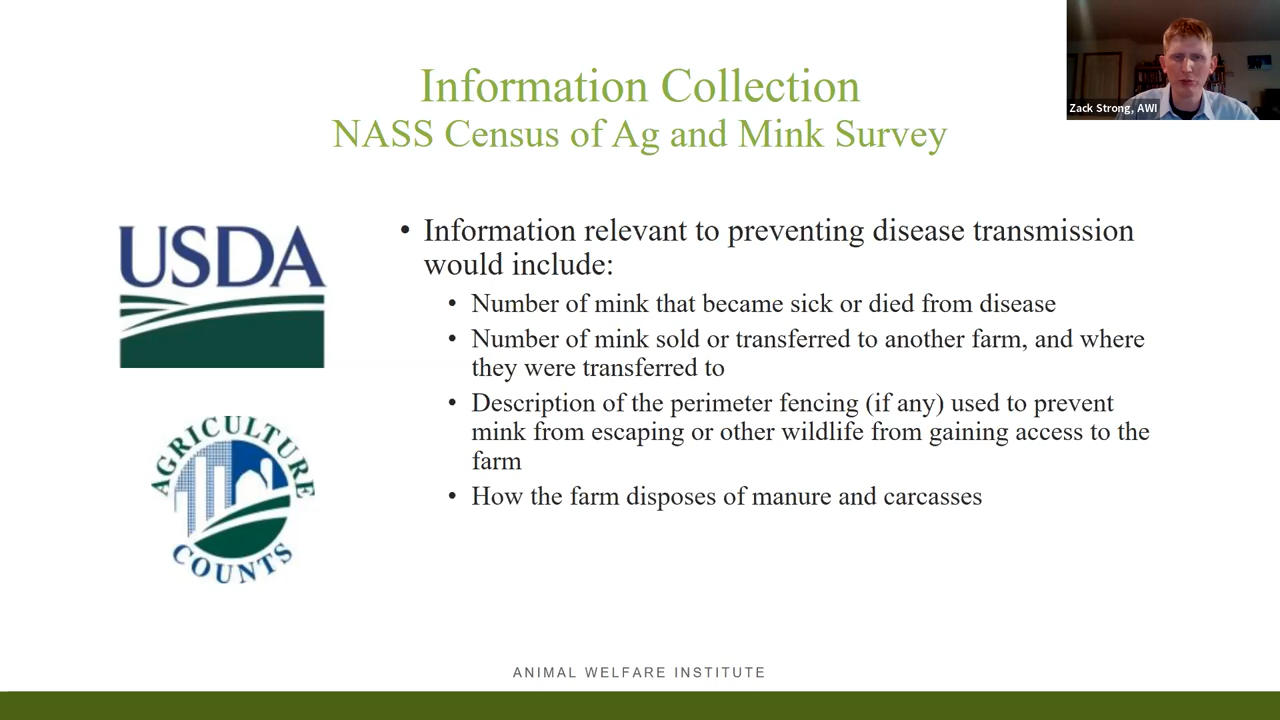 Information Collection
NASS Census of Ag and Mink Survey
Zack Strong, AWI
USDA
AGRICULTURE
COUNTS
• Information relevant to preventing disease transmission
would include:
• Number of mink that became sick or died from disease
• Number of mink sold or transferred to another farm, and where
they were transferred to
• Description of the perimeter fencing (if any) used to prevent
mink from escaping or other wildlife from gaining access to the
farm
• How the farm disposes of manure and carcasses
ANIMAL WELFARE INSTITUTE